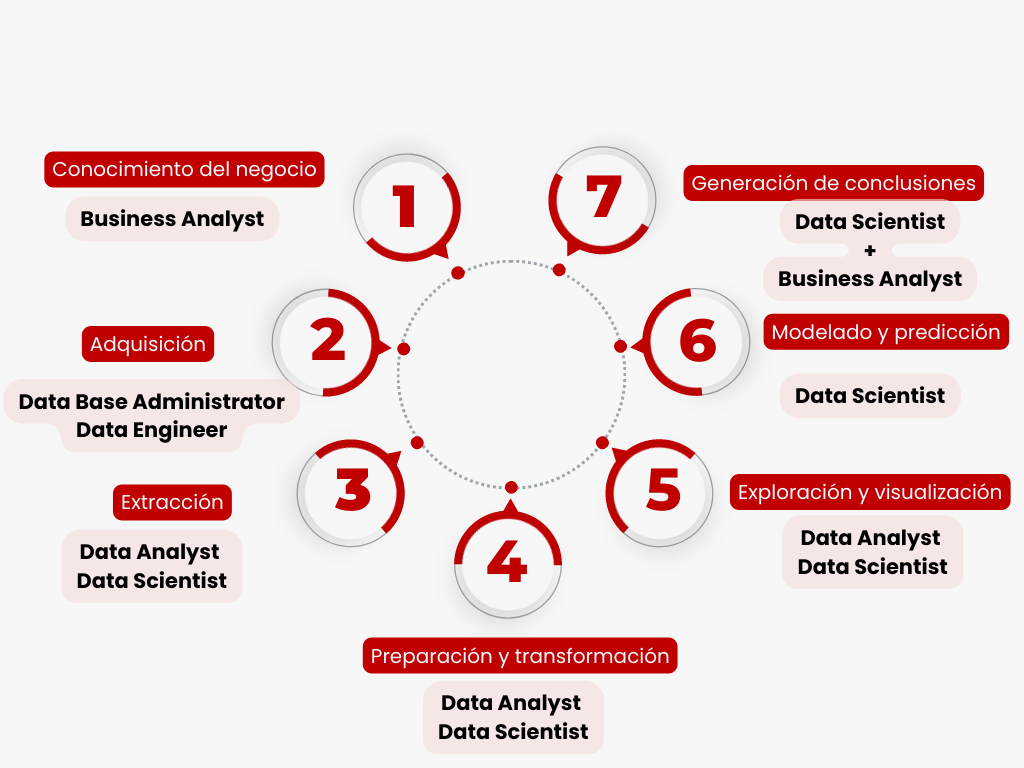 1
Conocimiento del negocio
Business Analyst
2
Adquisición
Data Base Administrator
Data Engineer
3
Extracción
Data Analyst
Data Scientist
4
Preparación y transformación
Data Analyst
Data Scientist
5
Exploración y visualización
Data Analyst
Data Scientist
6
Modelado y predicción
Data Scientist
7
Generación de conclusiones
Data Scientist
+
Business Analyst